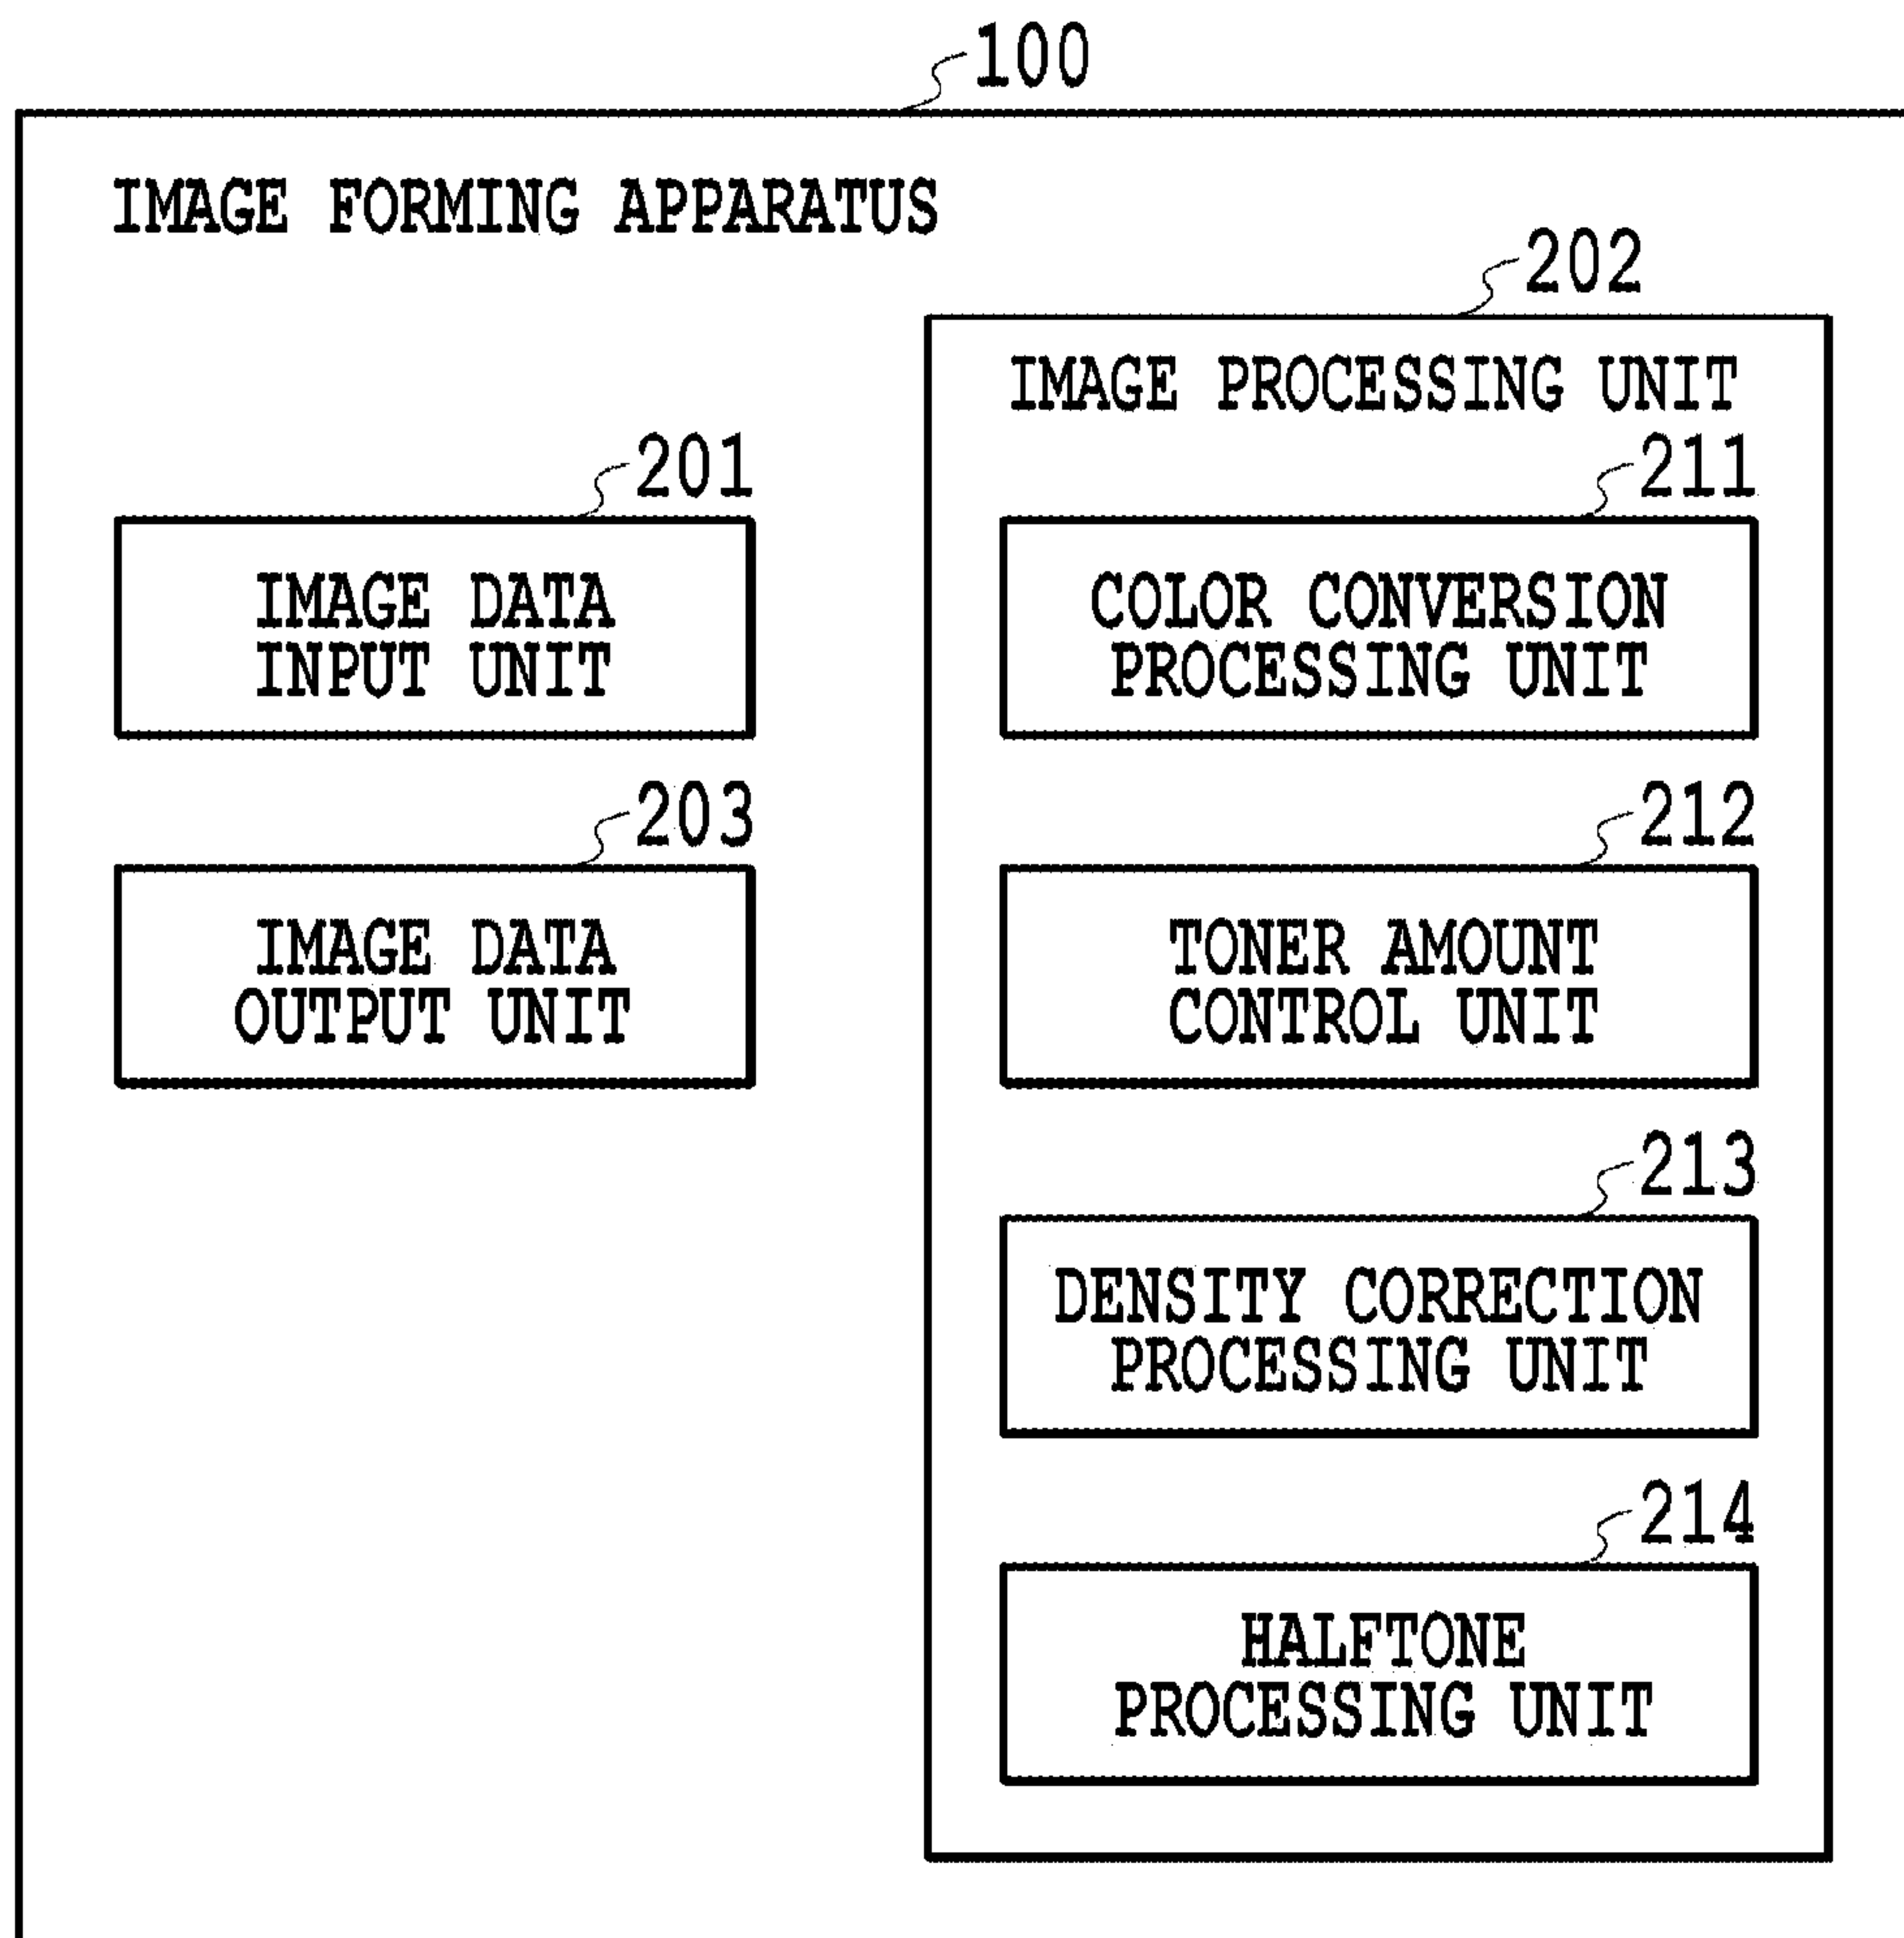 100
IMAGE FORMING APPARATUS
202
IMAGE PROCESSING UNIT
201
IMAGE DATA
INPUT UNIT
211
COLOR CONVERSION
PROCESSING UNIT
203
IMAGE DATA
OUTPUT UNIT
212
TONER AMOUNT
CONTROL UNIT
213
DENSITY CORRECTION
PROCESSING UNIT
214
HALFTONE
PROCESSING UNIT